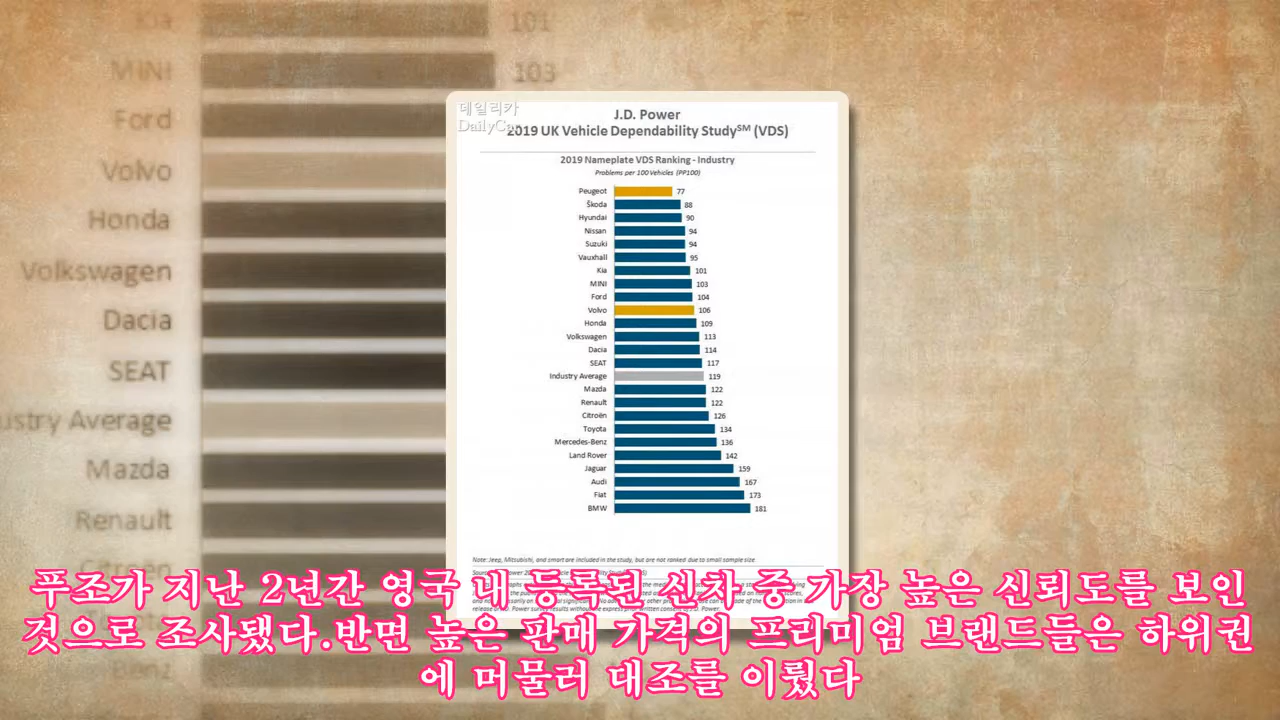 데일리카
DailyCar
J.D. Power
2019 UK Vehicle Dependability Study℠ (VDS)
2019 Nameplate VDS Ranking - Industry
Problems per 100 Vehicles (PP100)
Peugeot 77
Škoda 88
Hyundai 90
Nissan 94
Suzuki 94
Vauxhall 95
Kia 101
MINI 103
Ford 104
Volvo 106
Honda 109
Volkswagen 113
Dacia 114
SEAT 117
Industry Average 119
Mazda 122
Renault 122
Citroën 126
Toyota 134
Mercedes-Benz 136
Land Rover 142
Jaguar 159
Audi 167
Fiat 173
BMW 181
Note: Jeep, Mitsubishi, and smart are included in the study, but are not ranked due to small sample size
Kia 101
MINI 103
Ford
Volvo
Honda
Volkswagen
Dacia
SEAT
ustry Average
Mazda
Renault
Citroën
Benz
푸조가 지난 2년간 영국 내 등록된 신차 중 가장 높은 신뢰도를 보인
것으로 조사됐다.반면 높은 판매 가격의 프리미엄 브랜드들은 하위권
에 머물러 대조를 이뤘다